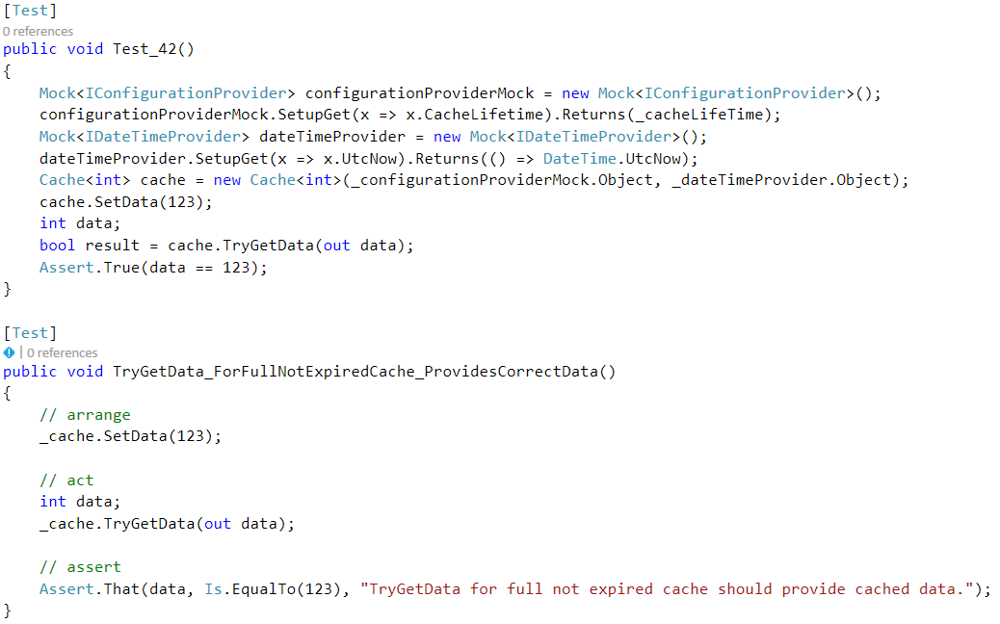 [Test]
0 references
public void Test_42()
{
    Mock<IConfigurationProvider> configurationProviderMock = new Mock<IConfigurationProvider>();
    configurationProviderMock.SetupGet(x => x.CacheLifetime).Returns(_cacheLifeTime);
    Mock<IDateTimeProvider> dateTimeProvider = new Mock<IDateTimeProvider>();
    dateTimeProvider.SetupGet(x => x.UtcNow).Returns(() => DateTime.UtcNow);
    Cache<int> cache = new Cache<int>(_configurationProviderMock.Object, _dateTimeProvider.Object);
    cache.SetData(123);
    int data;
    bool result = cache.TryGetData(out data);
    Assert.True(data == 123);
}
[Test]
| 0 references
public void TryGetData_ForFullNotExpiredCache_ProvidesCorrectData()
{
    // arrange
    _cache.SetData(123);
    // act
    int data;
    _cache.TryGetData(out data);
    // assert
    Assert.That(data, Is.EqualTo(123), "TryGetData for full not expired cache should provide cached data.");
}